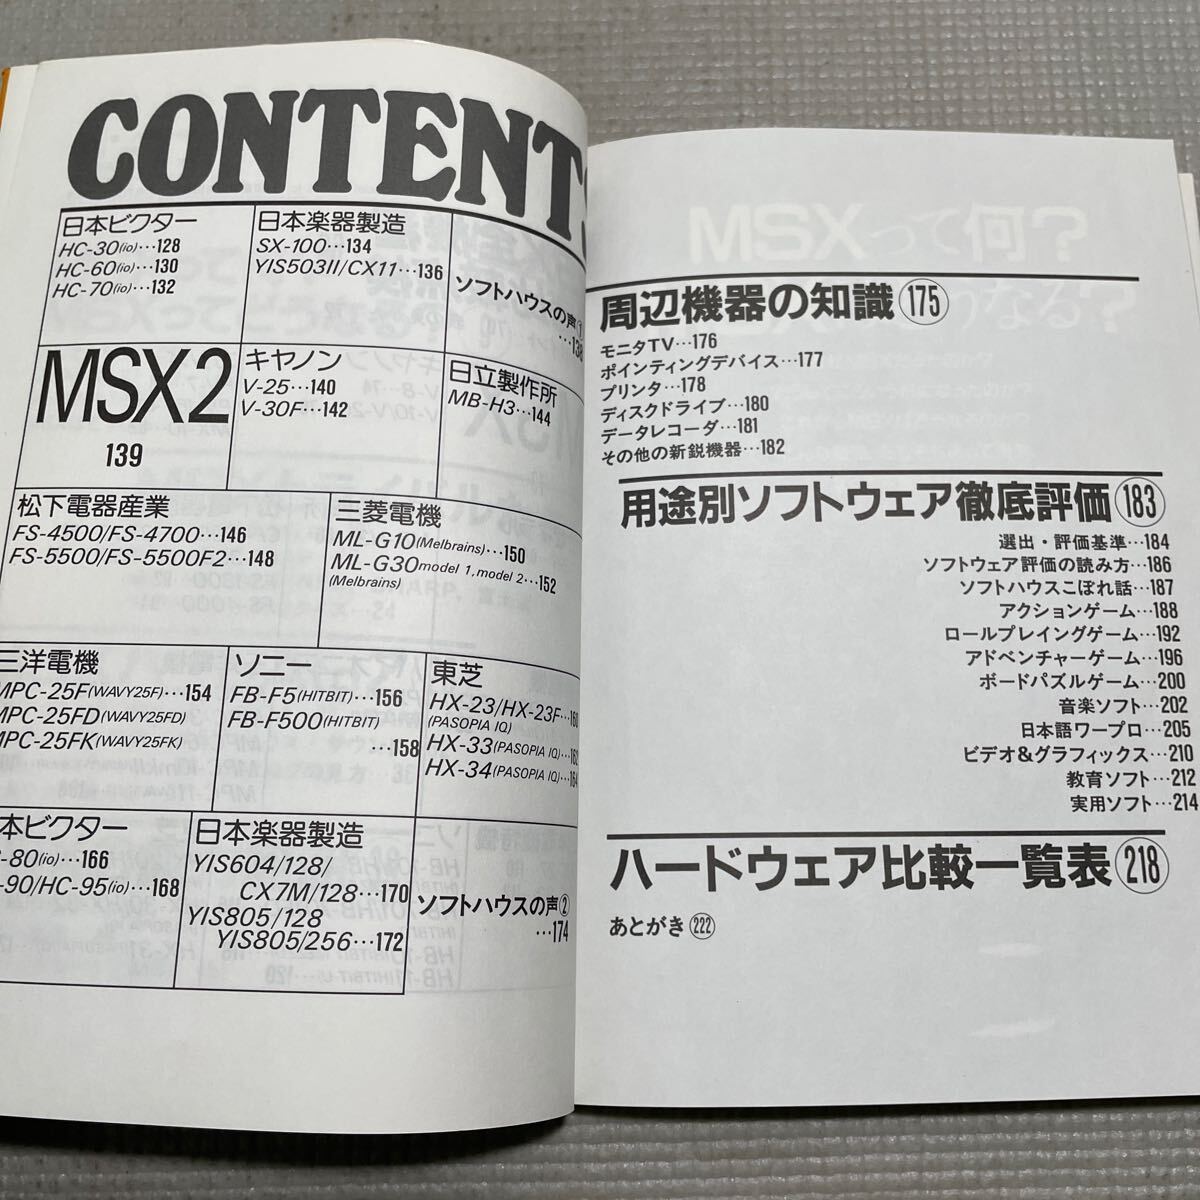 CONTENT
日本ビクター
HC-30(io)…128
HC-60(io)…130
HC-70(io)…132
日本楽器製造
SX-100…134
YIS503II/CX11…136
ソフトハウスの声①
…138
MSX2
139
キヤノン
V-25…140
V-30F…142
日立製作所
MB-H3…144
松下電器産業
FS-4500/FS-4700…146
FS-5500/FS-5500F2…148
三菱電機
ML-G10(Melbrains)…150
ML-G30model 1,model 2…152
(Melbrains)
三洋電機
MPC-25F(WAVY25F)…154
MPC-25FD(WAVY25FD)
MPC-25FK(WAVY25FK)
ソニー
FB-F5(HITBIT)…156
FB-F500(HITBIT)
…158
東芝
HX-23/HX-23F…160
(PASOPIA IQ)
HX-33(PASOPIA IQ)…162
HX-34(PASOPIA IQ)…164
本ビクター
-80(io)…166
-90/HC-95(io)…168
日本楽器製造
YIS604/128/
CX7M/128…170
YIS805/128
YIS805/256…172
ソフトハウスの声②
…174
MSXって何?
周辺機器の知識 175
モニタTV…176
ポインティングデバイス…177
プリンタ…178
ディスクドライブ…180
データレコーダ…181
その他の新鋭機器…182
用途別ソフトウェア徹底評価 183
選出・評価基準…184
ソフトウェア評価の読み方…186
ソフトハウスこぼれ話…187
アクションゲーム…188
ロールプレイングゲーム…192
アドベンチャーゲーム…196
ボードパズルゲーム…200
音楽ソフト…202
日本語ワープロ…205
ビデオ&グラフィックス…210
教育ソフト…212
実用ソフト…214
ハードウェア比較一覧表 218
あとがき 222